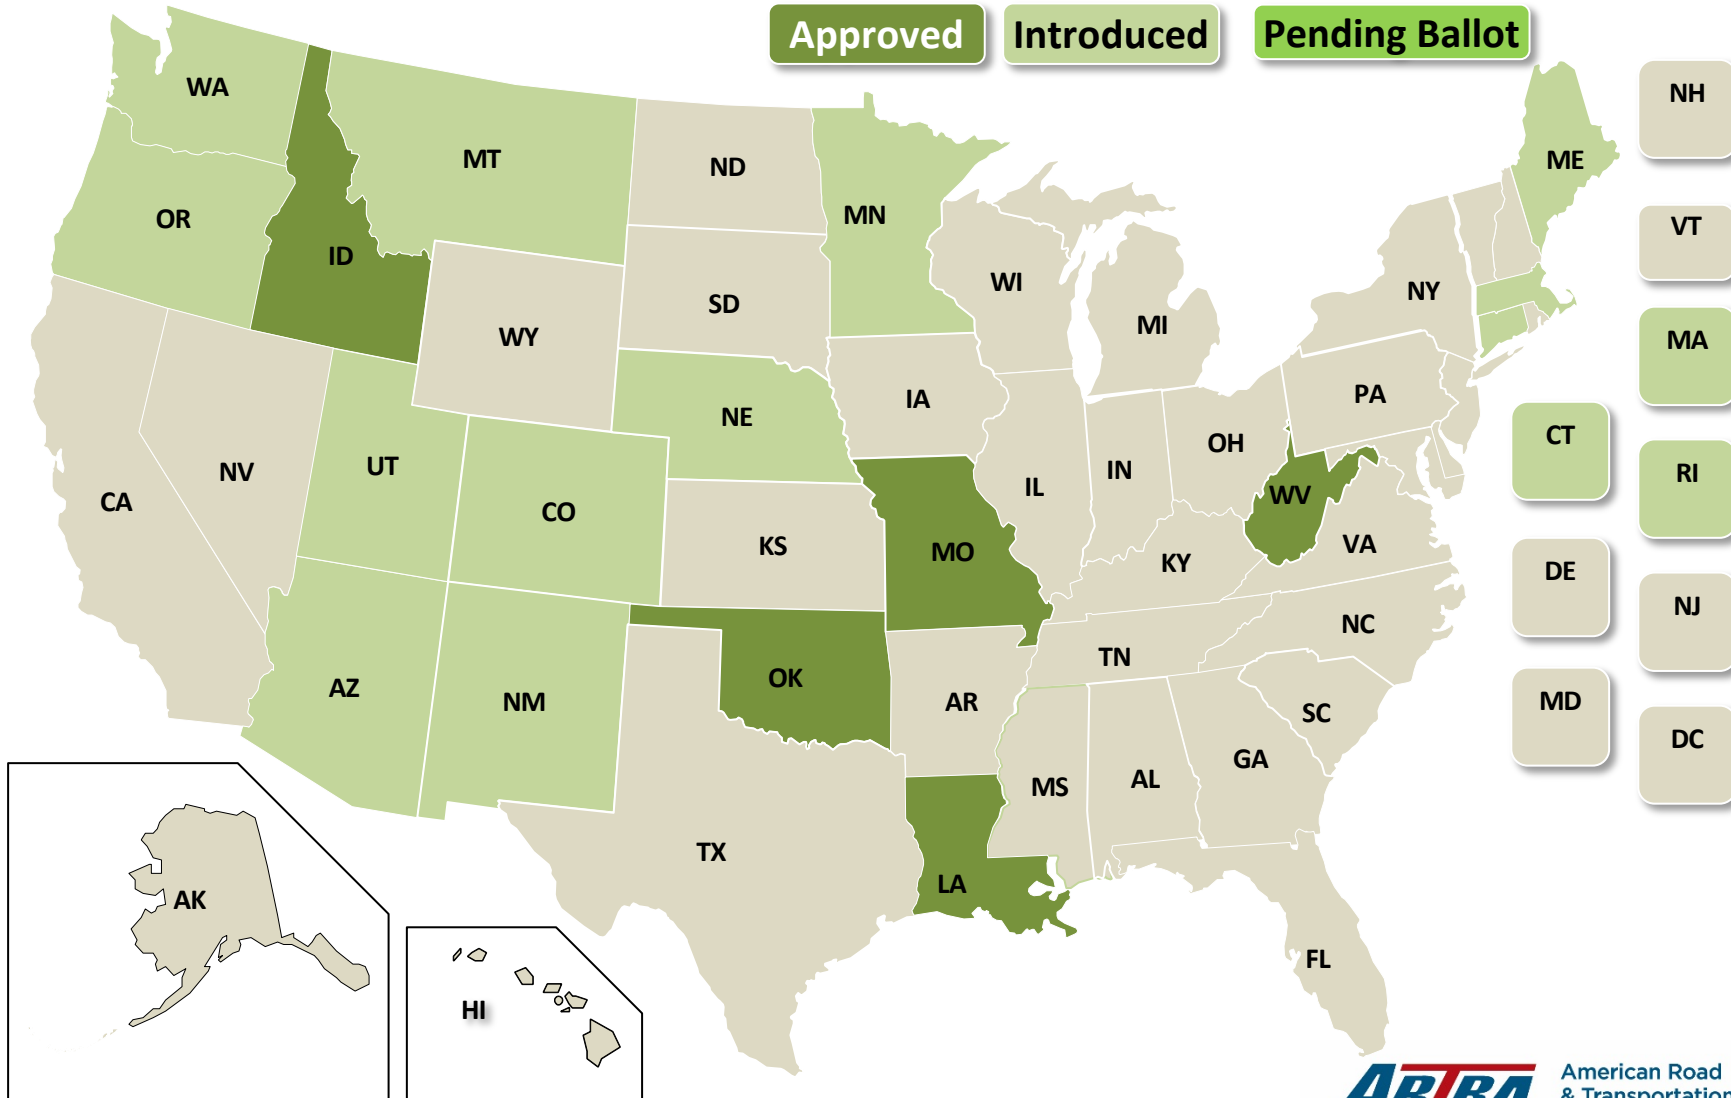 Approved Introduced Pending Ballot
WA
MT
ND
MN
ME
NH
OR
ID
SD
WI
NY
VT
WY
MI
MA
NE
IA
PA
CT
UT
NV
CA
CO
OH
IN
IL
WV
RI
KS
MO
KY
VA
DE
NC
NJ
TN
AZ
NM
OK
AR
SC
MD
DC
GA
MS
AL
TX
LA
AK
FL
HI
ARTBA
American Road
& Transportation